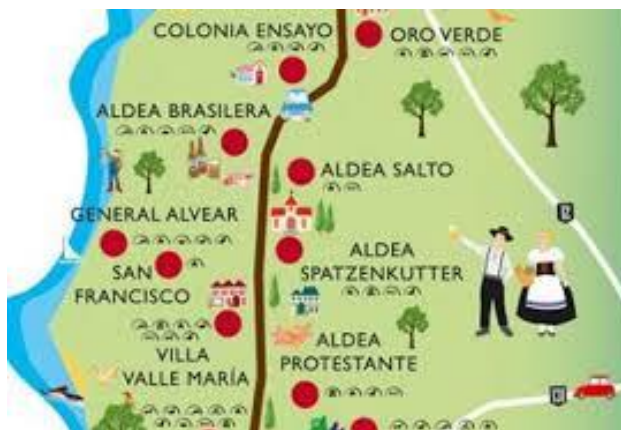 COLONIA ENSAYO
ORO VERDE
ALDEA BRASILERA
ALDEA SALTO
GENERAL ALVEAR
SAN
FRANCISCO
ALDEA
SPATZENKUTTER
VILLA
VALLE MARÍA
ALDEA
PROTESTANTE